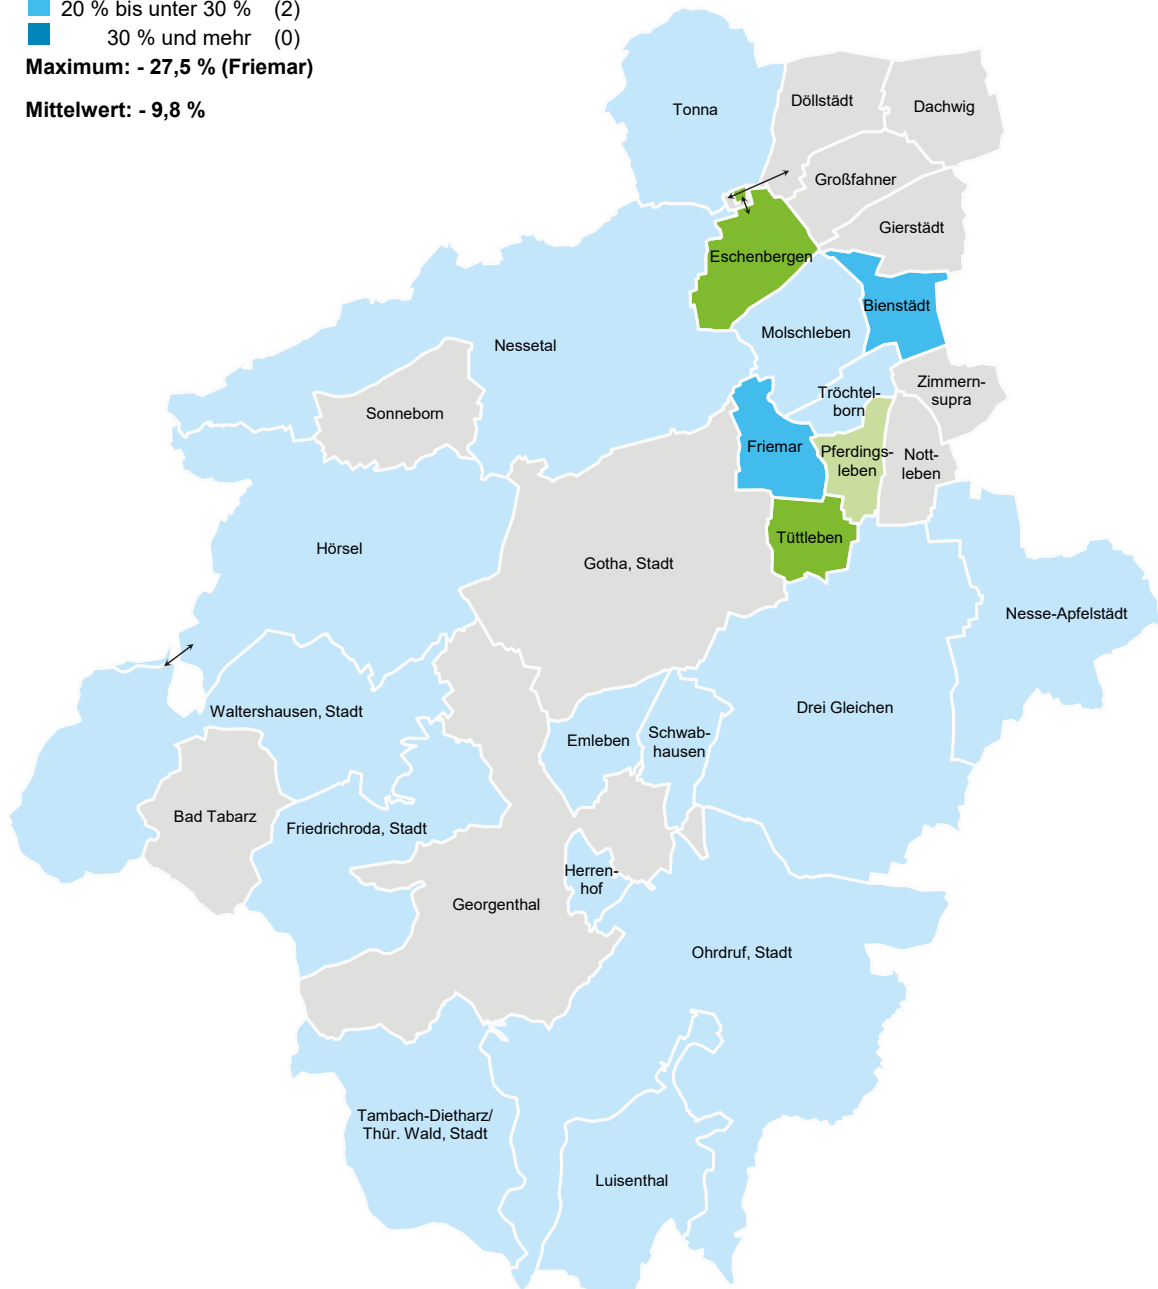 20 % bis unter 30 % (2)
30 % und mehr (0)
Maximum: - 27,5 % (Friemar)
Mittelwert: - 9,8 %
Tonna
Döllstädt
Dachwig
Großfahner
Gierstädt
Eschenbergen
Bienstädt
Molschleben
Nessetal
Zimmern-
supra
Tröchtel-
born
Sonneborn
Friemar
Pferdings-
leben
Nott-
leben
Tüttleben
Hörsel
Gotha, Stadt
Nesse-Apfelstädt
Waltershausen, Stadt
Drei Gleichen
Emleben
Schwab-
hausen
Bad Tabarz
Friedrichroda, Stadt
Herren-
hof
Georgenthal
Ohrdruf, Stadt
Tambach-Dietharz/
Thür. Wald, Stadt
Luisenthal